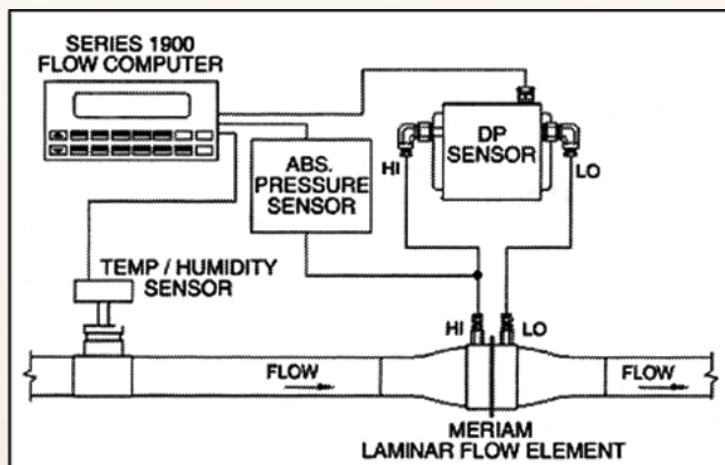 SERIES 1900
FLOW COMPUTER
DP
SENSOR
HI
LO
ABS.
PRESSURE
SENSOR
TEMP / HUMIDITY
SENSOR
HI
LO
FLOW
FLOW
MERIAM
LAMINAR FLOW ELEMENT